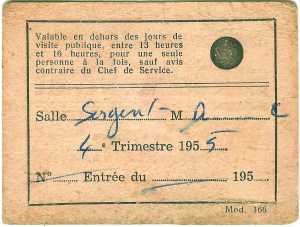 Valable en dehors des jours de
visite publique, entre 13 heures
et 16 heures, pour une seule
personne à la fois, sauf avis
contraire du Chef de Service.
Salle Sergent M A C
4e Trimestre 1955
N° Entrée du 195
Mod. 166